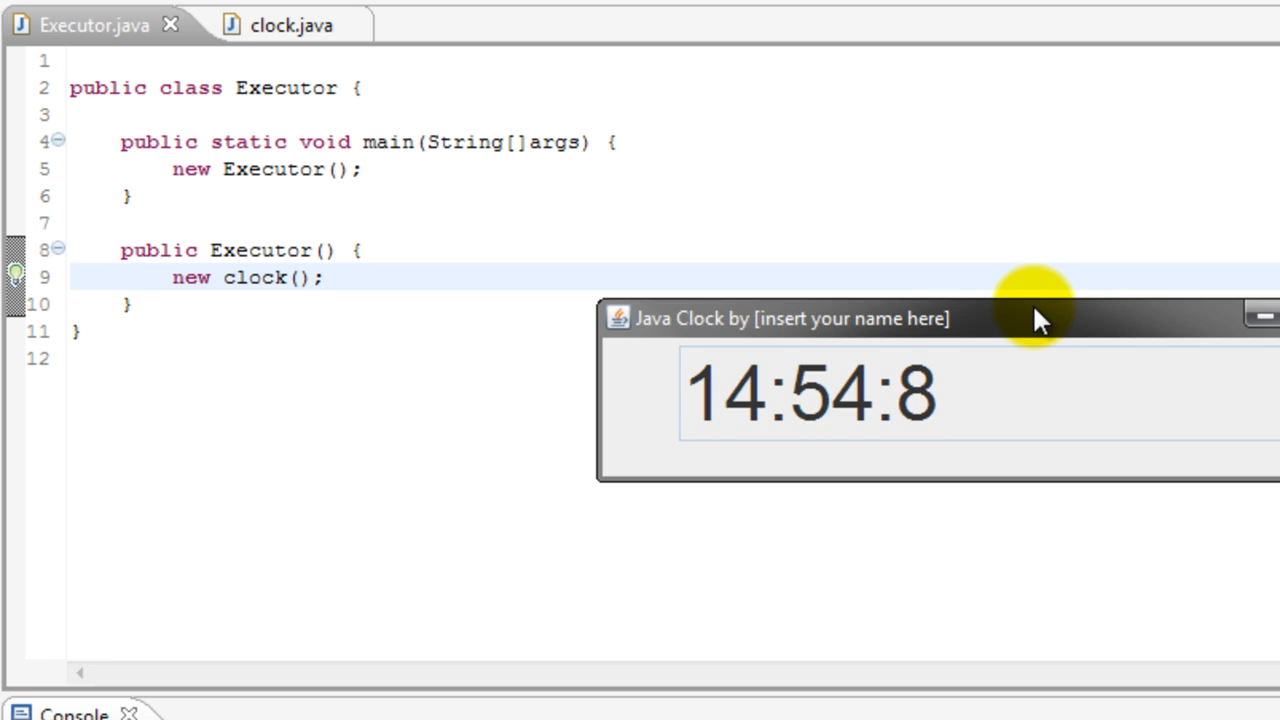 Executor.java clock.java
1
2 public class Executor {
3
4 public static void main(String[]args) {
5 new Executor();
6 }
7
8 public Executor() {
9 new clock();
10 }
11 }
12
Java Clock by [insert your name here]
14:54:8
Console